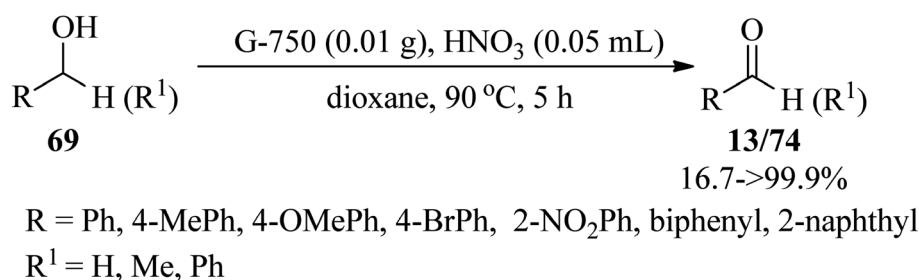 OH
R H (R¹)
69
G-750 (0.01 g), HNO₃ (0.05 mL)
dioxane, 90 °C, 5 h
O
R H (R¹)
13/74
16.7->99.9%
R = Ph, 4-MePh, 4-OMePh, 4-BrPh, 2-NO₂Ph, biphenyl, 2-naphthyl
R¹ = H, Me, Ph